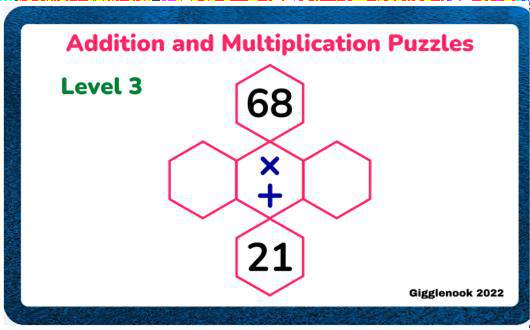 Addition and Multiplication Puzzles
Level 3
68
×
+
21
Gigglenook 2022